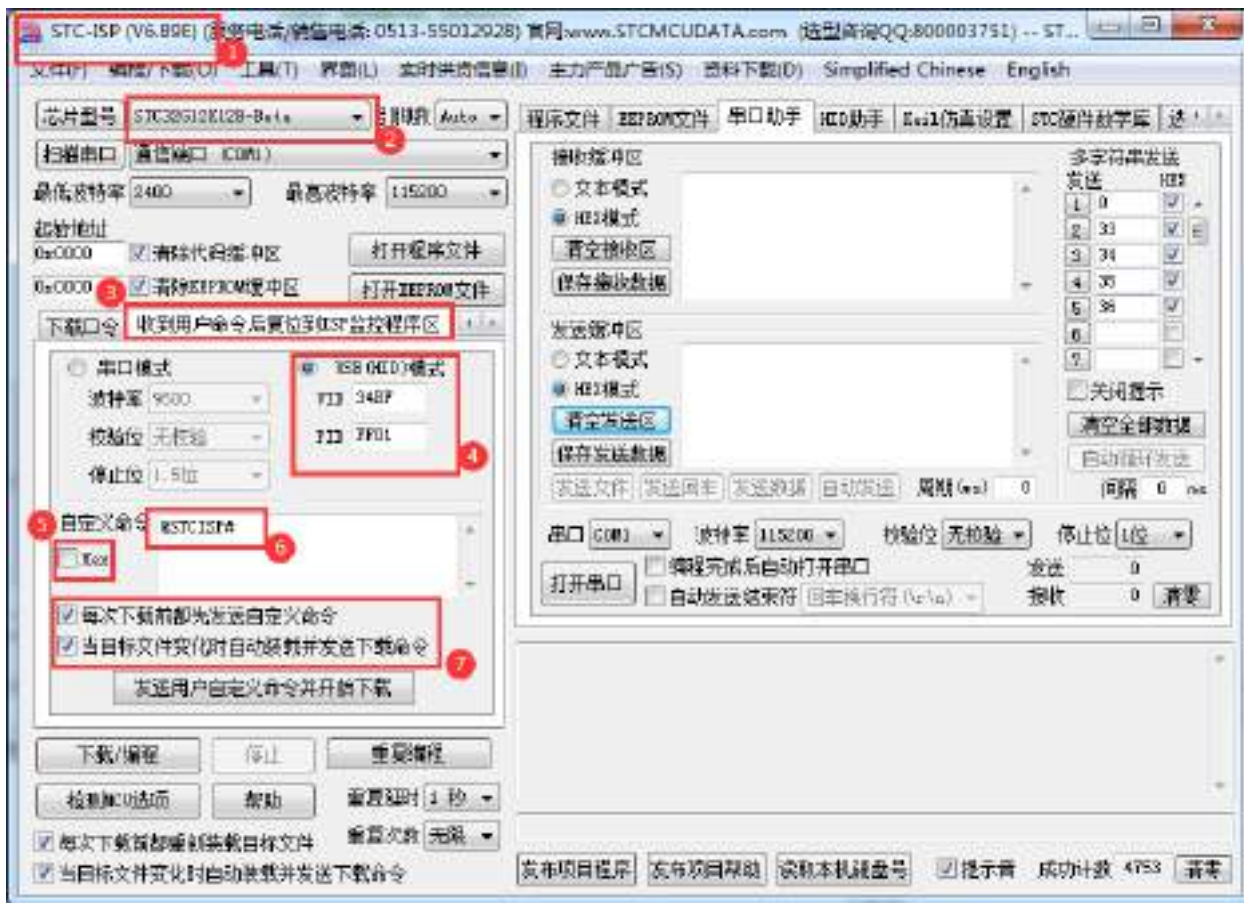 STC-ISP (V6.89E) (销售电话: 0513-55012928) 官网:www.STCMCUDATA.com (选型咨询QQ:800003751) -- ST...
1
文件(F) 编程/下载(O) 工具(T) 界面(L) 实时供货信息(I) 主力产品广告(S) 资料下载(D) Simplified Chinese English
芯片型号 STC32G12K128-Beta Auto
2
扫描串口 通信端口 (COM1)
最低波特率 2400 最高波特率 115200
起始地址
0x0000 清除代码缓冲区 打开程序文件
0x0000 3 清除EEPROM缓冲区 打开EEPROM文件
下载口令 收到用户命令后复位到ISP监控程序区
串口模式 USB(HID)模式
波特率 9600 VID 34BF
校验位 无校验 PID FF01
4
停止位 1.5位
5 自定义命令 @STCISP#
6
Hex
每次下载前都先发送自定义命令
当目标文件变化时自动装载并发送下载命令
7
发送用户自定义命令并开始下载
下载/编程 停止 重复编程
检测MCU选项 帮助 重复延时 1 秒
每次下载前都重新装载目标文件 重复次数 无限
当目标文件变化时自动装载并发送下载命令
程序文件 EEPROM文件 串口助手 HID助手 Keil仿真设置 STC硬件数学库 选
接收缓冲区 多字符串发送
文本模式 发送 HEX
HEX模式 1 0
清空接收区 2 33
保存接收数据 3 34
4 35
5 36
发送缓冲区 6
文本模式 7
HEX模式 关闭提示
清空发送区 清空全部数据
保存发送数据 自动循环发送
发送文件 发送回车 发送数据 自动发送 周期(ms) 0 间隔 0 ms
串口 COM1 波特率 115200 校验位 无校验 停止位 1位
打开串口 编程完成后自动打开串口 发送 0
自动发送结束符 回车换行符(\r\n) 接收 0 清零
发布项目程序 发布项目帮助 读取本机硬盘号 提示音 成功计数 4753 清零